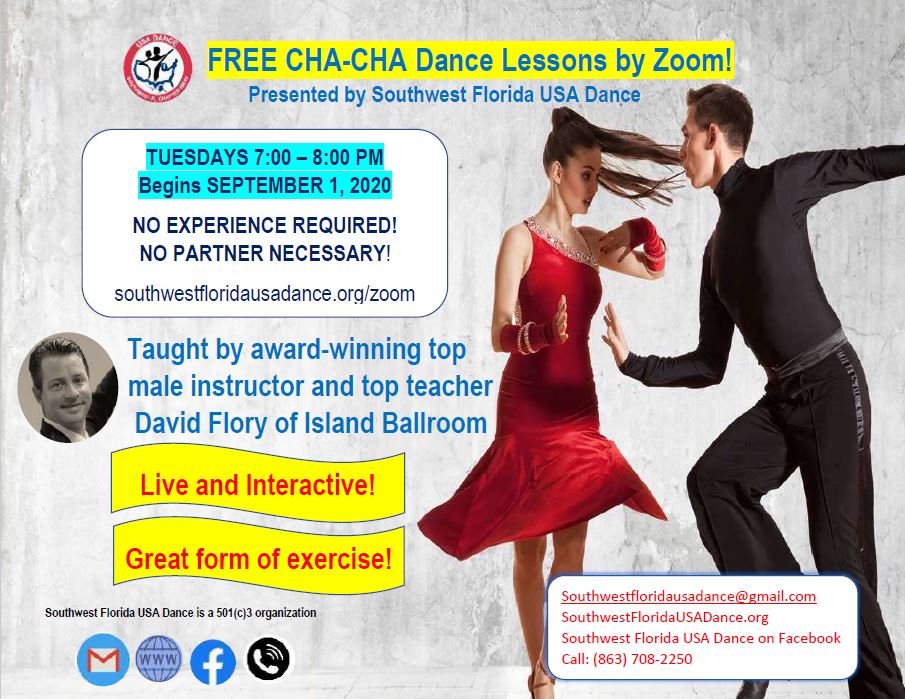 USA DANCE
FREE CHA-CHA Dance Lessons by Zoom!
Presented by Southwest Florida USA Dance
TUESDAYS 7:00 – 8:00 PM
Begins SEPTEMBER 1, 2020
NO EXPERIENCE REQUIRED!
NO PARTNER NECESSARY!
southwestfloridausadance.org/zoom
Taught by award-winning top
male instructor and top teacher
David Flory of Island Ballroom
Live and Interactive!
Great form of exercise!
Southwest Florida USA Dance is a 501(c)3 organization
WWW
Southwestfloridausadance@gmail.com
SouthwestFloridaUSADance.org
Southwest Florida USA Dance on Facebook
Call: (863) 708-2250